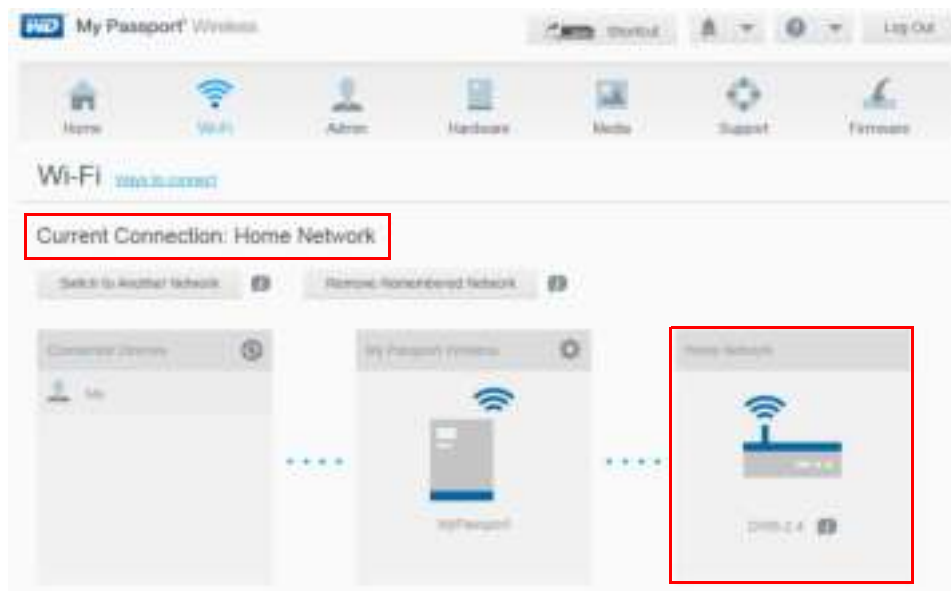 WD My Passport' Wireless
Shortcut
Log Out
Home Wi-Fi Admin Hardware Media Support Firmware
Wi-Fi Ways to connect
Current Connection: Home Network
Switch to Another Network Remove Remembered Network
Connected Devices My Passport Wireless Home Network
Me
MyPassport